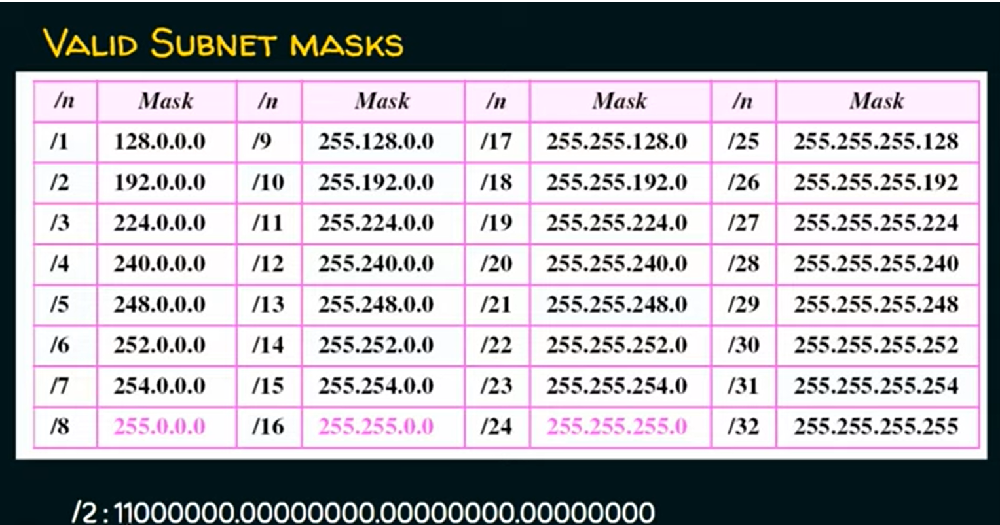 VALID SUBNET MASKS
/n Mask /n Mask /n Mask /n Mask
/1 128.0.0.0 /9 255.128.0.0 /17 255.255.128.0 /25 255.255.255.128
/2 192.0.0.0 /10 255.192.0.0 /18 255.255.192.0 /26 255.255.255.192
/3 224.0.0.0 /11 255.224.0.0 /19 255.255.224.0 /27 255.255.255.224
/4 240.0.0.0 /12 255.240.0.0 /20 255.255.240.0 /28 255.255.255.240
/5 248.0.0.0 /13 255.248.0.0 /21 255.255.248.0 /29 255.255.255.248
/6 252.0.0.0 /14 255.252.0.0 /22 255.255.252.0 /30 255.255.255.252
/7 254.0.0.0 /15 255.254.0.0 /23 255.255.254.0 /31 255.255.255.254
/8 255.0.0.0 /16 255.255.0.0 /24 255.255.255.0 /32 255.255.255.255
/2 : 11000000.00000000.00000000.00000000